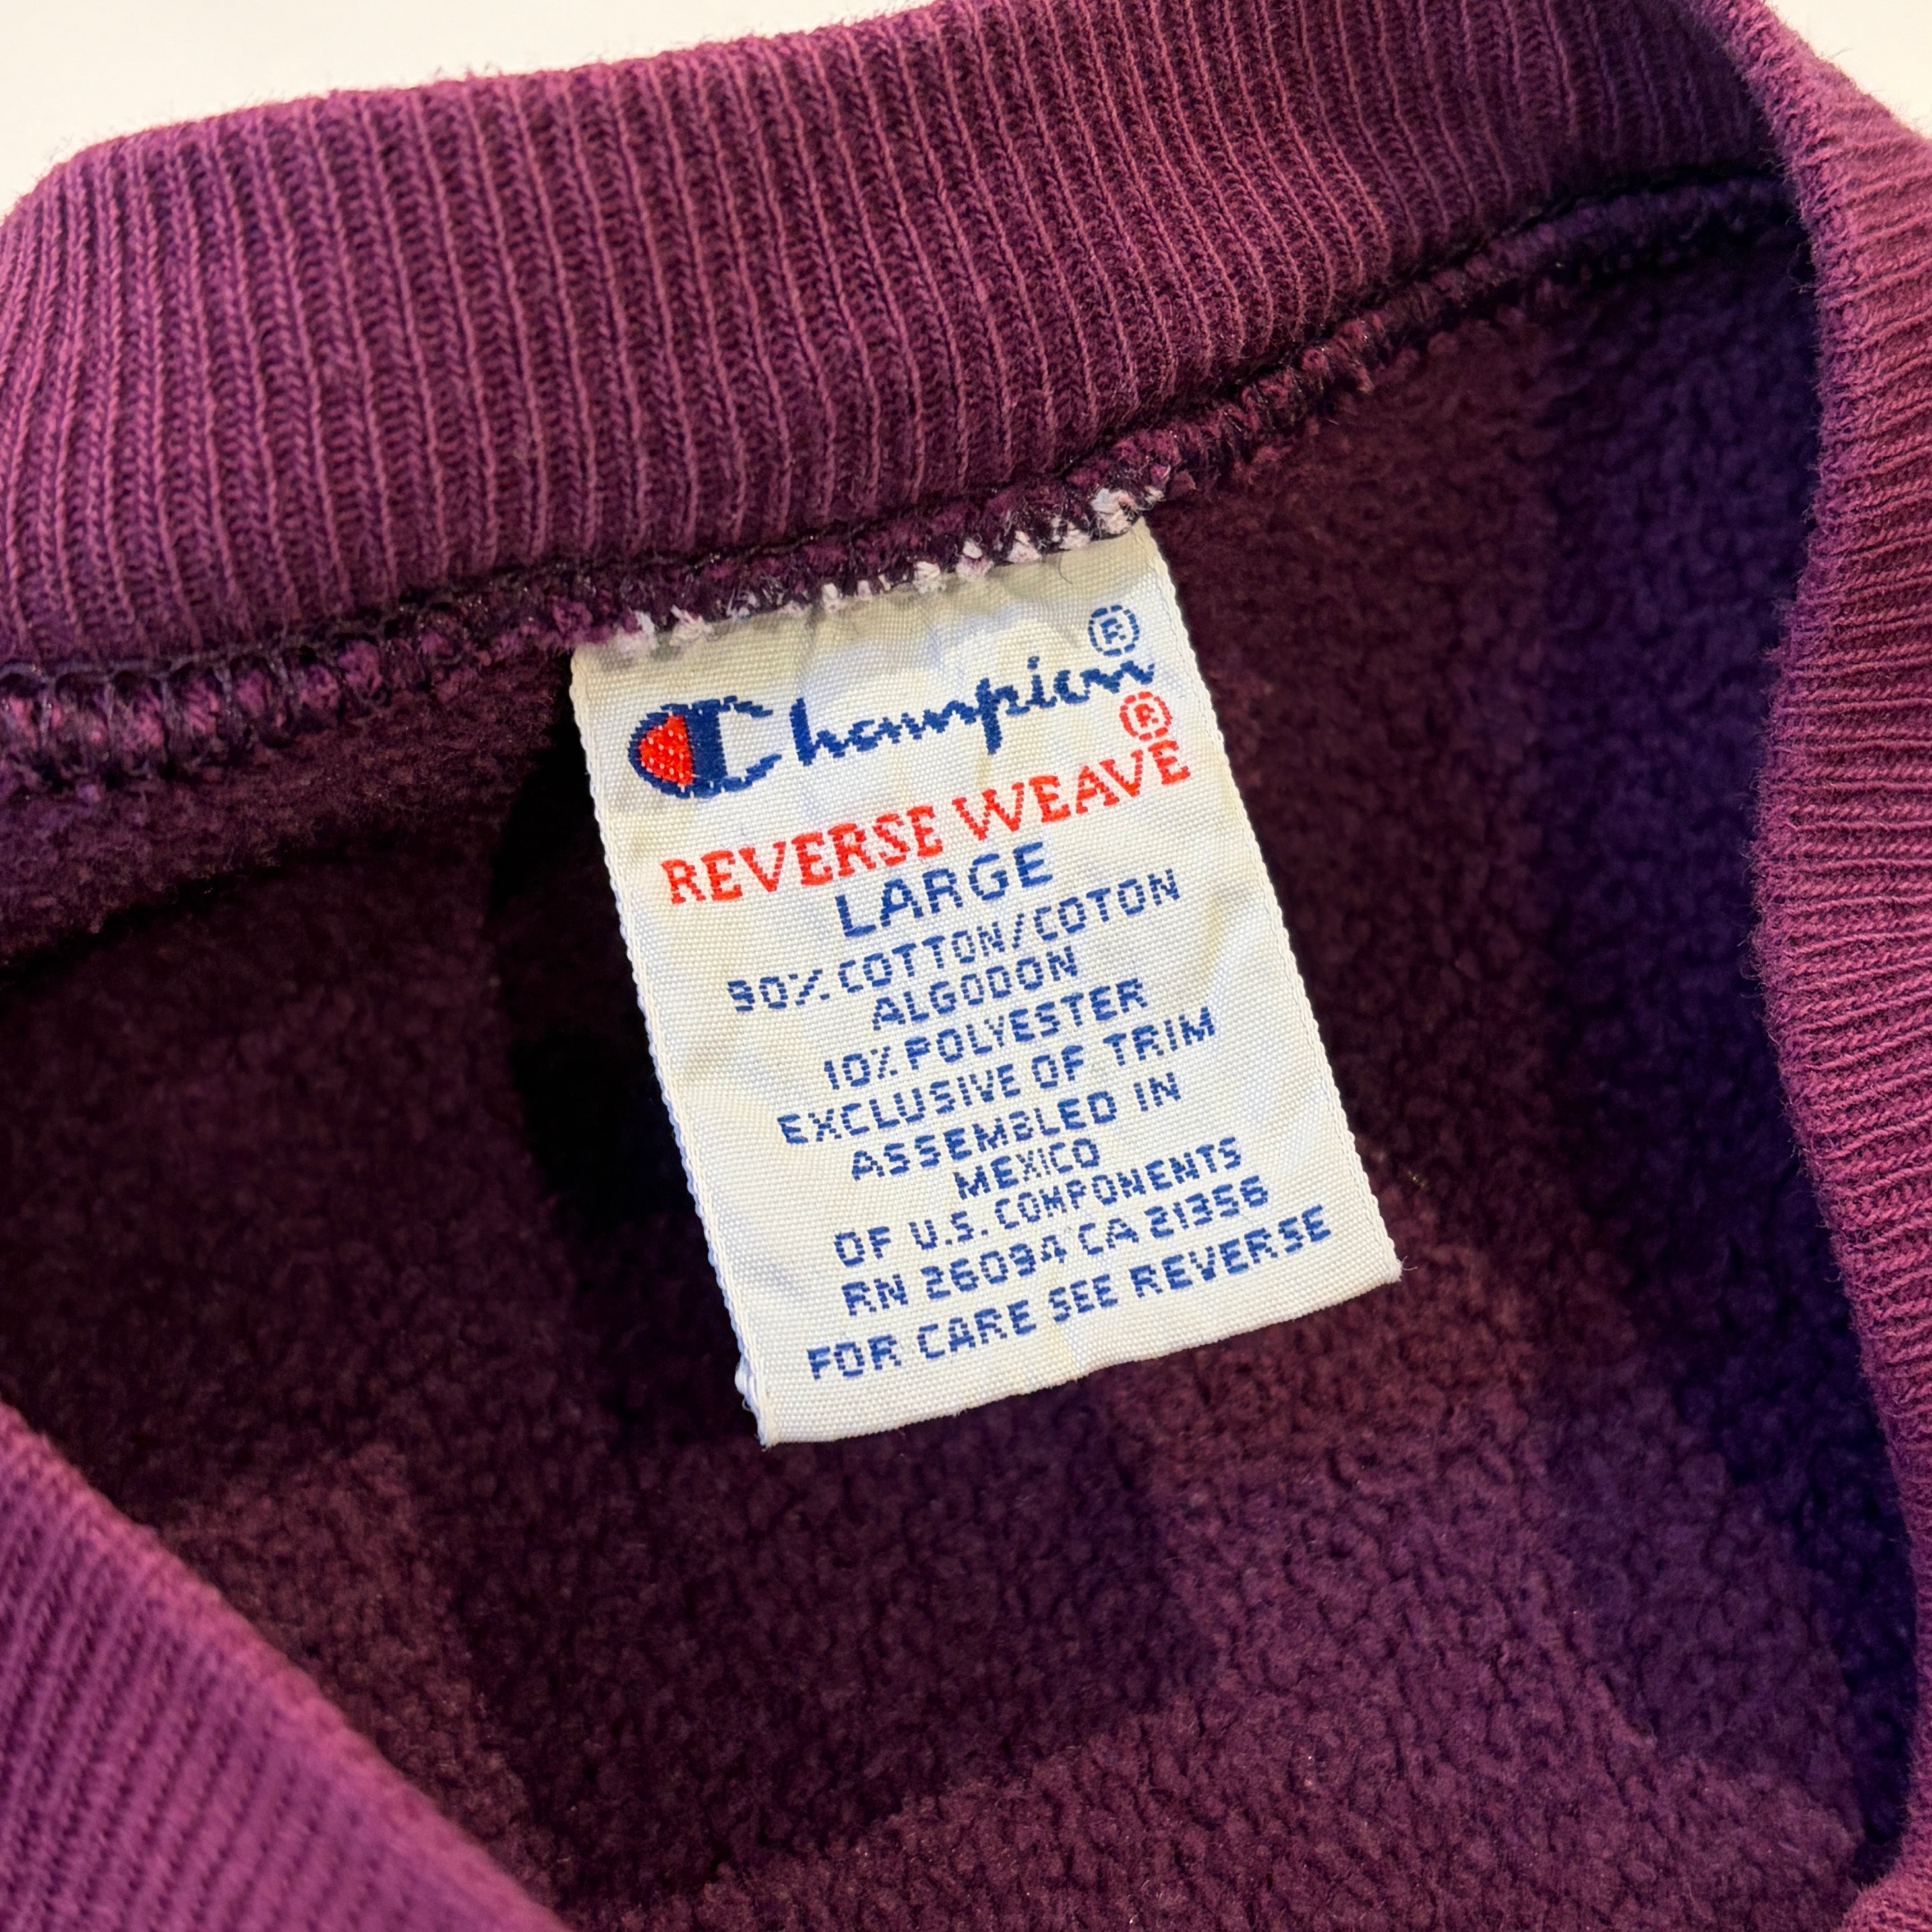 Champion®
REVERSE WEAVE®
LARGE
90% COTTON/COTON
ALGODON
10% POLYESTER
EXCLUSIVE OF TRIM
ASSEMBLED IN
MEXICO
OF U.S. COMPONENTS
RN 26094 CA 21356
FOR CARE SEE REVERSE